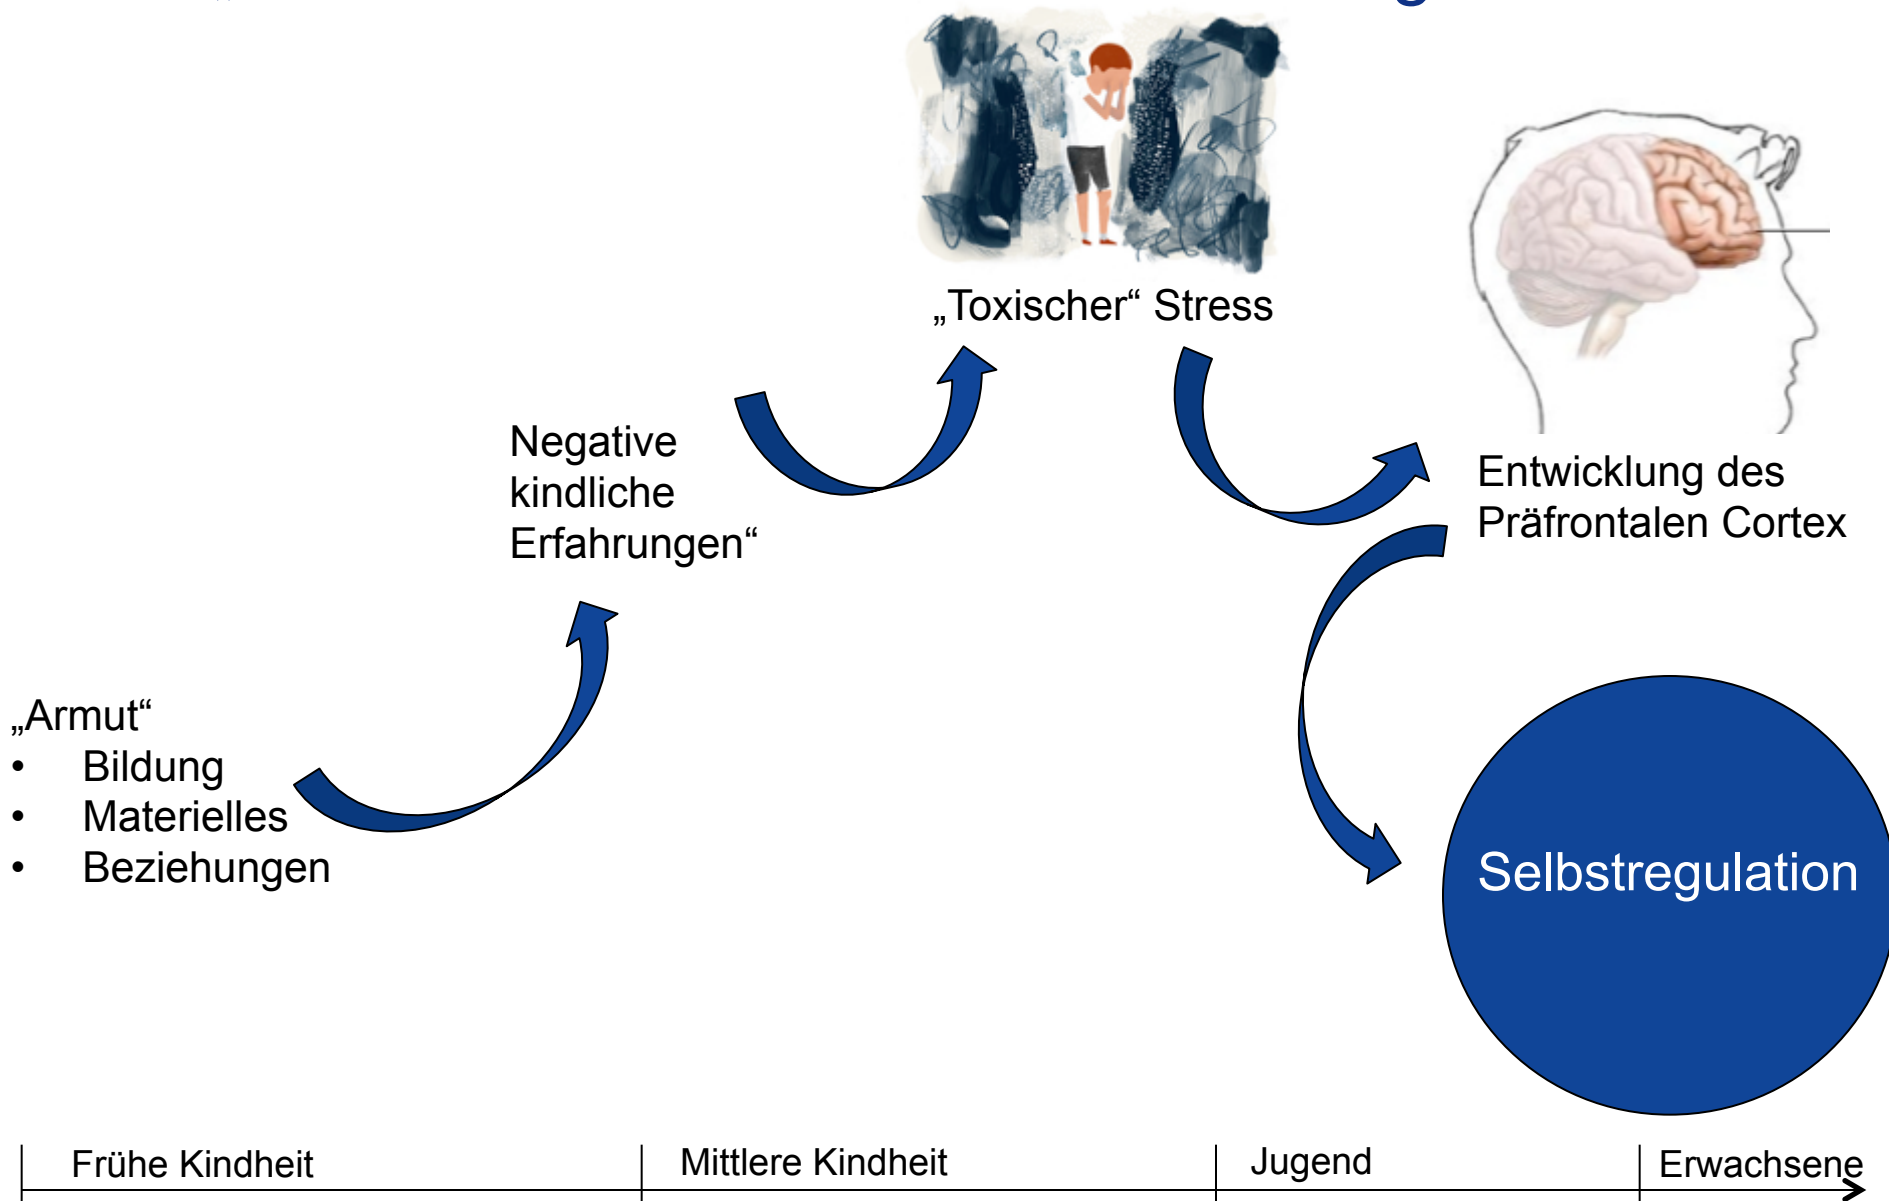 „Toxischer“ Stress
Negative
kindliche
Erfahrungen“
Entwicklung des
Präfrontalen Cortex
„Armut“
• Bildung
• Materielles
• Beziehungen
Selbstregulation
Frühe Kindheit
Mittlere Kindheit
Jugend
Erwachsene